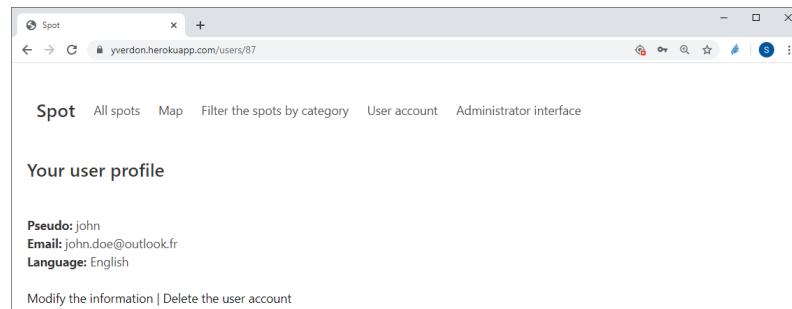 Spot
yverdon.herokuapp.com/users/87
S
Spot All spots Map Filter the spots by category User account Administrator interface
Your user profile
Pseudo: john
Email: john.doe@outlook.fr
Language: English
Modify the information | Delete the user account